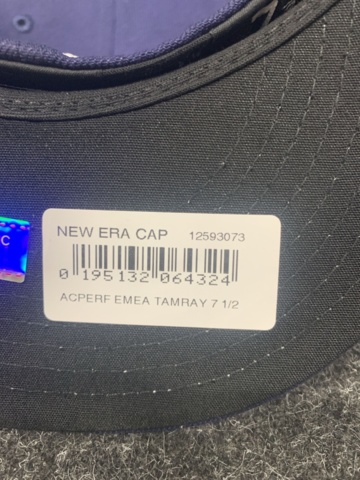 NEW ERA CAP 12593073
0 195132 064324
ACPERF EMEA TAMRAY 7 1/2
C